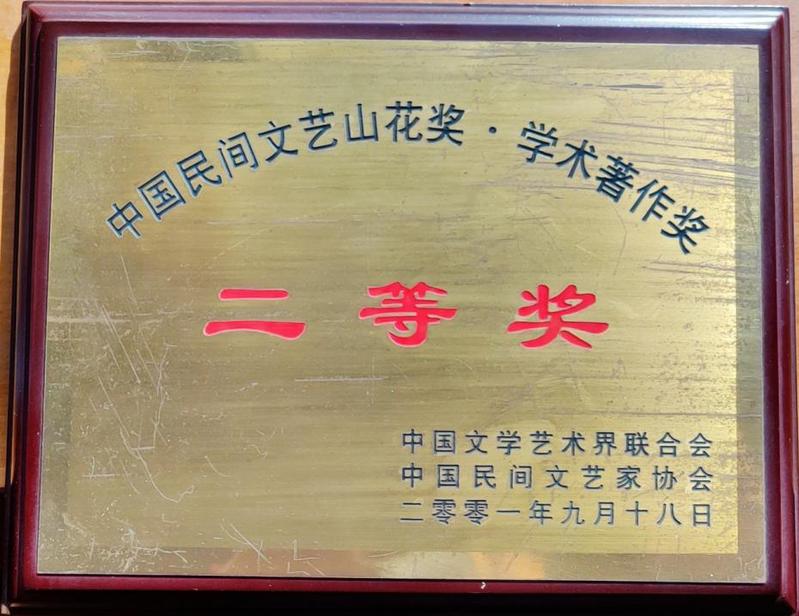 中国民间文艺山花奖·学术著作奖
二等奖
中国文学艺术界联合会
中国民间文艺家协会
二零零一年九月十八日